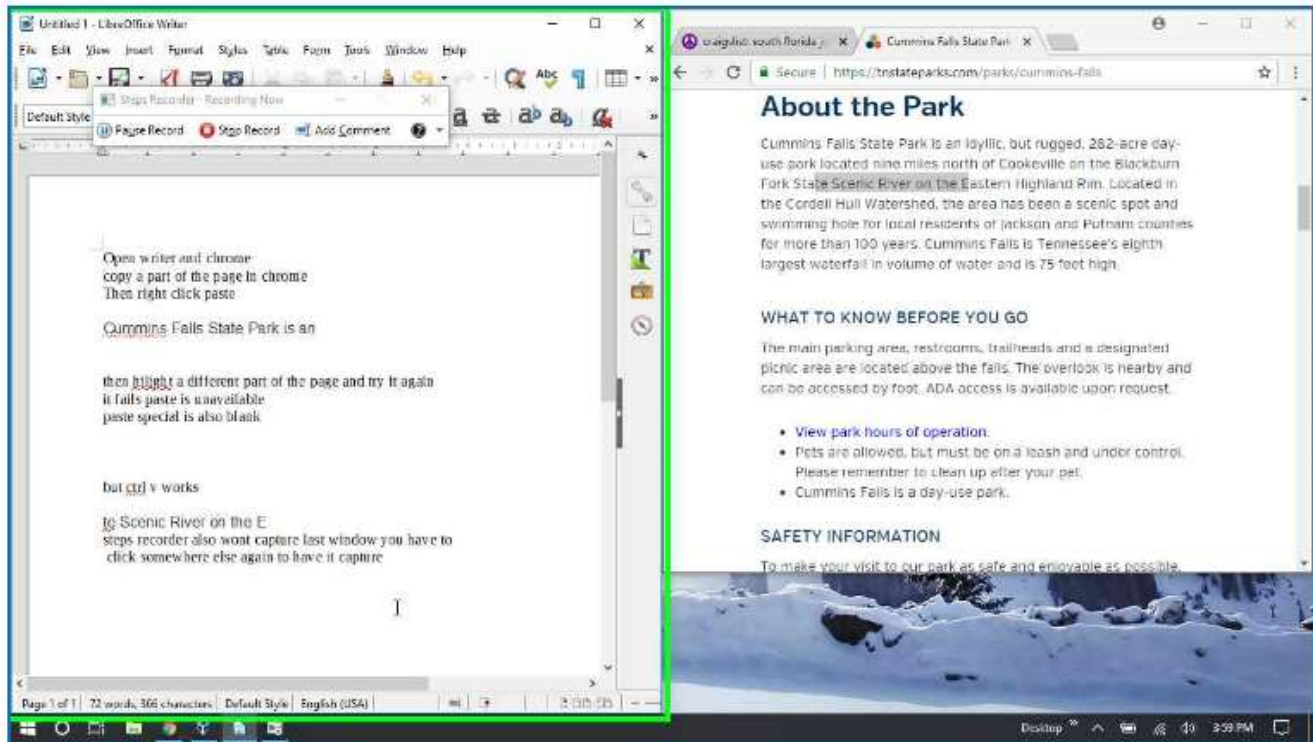 Untitled 1 - LibreOffice Writer
File Edit View Insert Format Styles Table Form Tools Window Help
Steps Recorder - Recording Now
Default Style
Pause Record Stop Record Add Comment
Open writer and chrome
copy a part of the page in chrome
Then right click paste
Cummins Falls State Park is an
then hilight a different part of the page and try it again
it fails paste is unavailable
paste special is also blank
but ctrl v works
te Scenic River on the E
steps recorder also wont capture last window you have to
click somewhere else again to have it capture
Page 1 of 1 72 words, 366 characters Default Style English (USA)
craigslist: south florida j
Cummins Falls State Park
Secure https://tnstateparks.com/parks/cummins-falls
About the Park
Cummins Falls State Park is an idyllic, but rugged, 282-acre day-
use park located nine miles north of Cookeville on the Blackburn
Fork State Scenic River on the Eastern Highland Rim. Located in
the Cordell Hull Watershed, the area has been a scenic spot and
swimming hole for local residents of Jackson and Putnam counties
for more than 100 years. Cummins Falls is Tennessee's eighth
largest waterfall in volume of water and is 75 feet high.
WHAT TO KNOW BEFORE YOU GO
The main parking area, restrooms, trailheads and a designated
picnic area are located above the falls. The overlook is nearby and
can be accessed by foot. ADA access is available upon request.
View park hours of operation.
Pets are allowed, but must be on a leash and under control.
Please remember to clean up after your pet.
Cummins Falls is a day-use park.
SAFETY INFORMATION
To make your visit to our park as safe and enjoyable as possible,
Desktop 3:59 PM